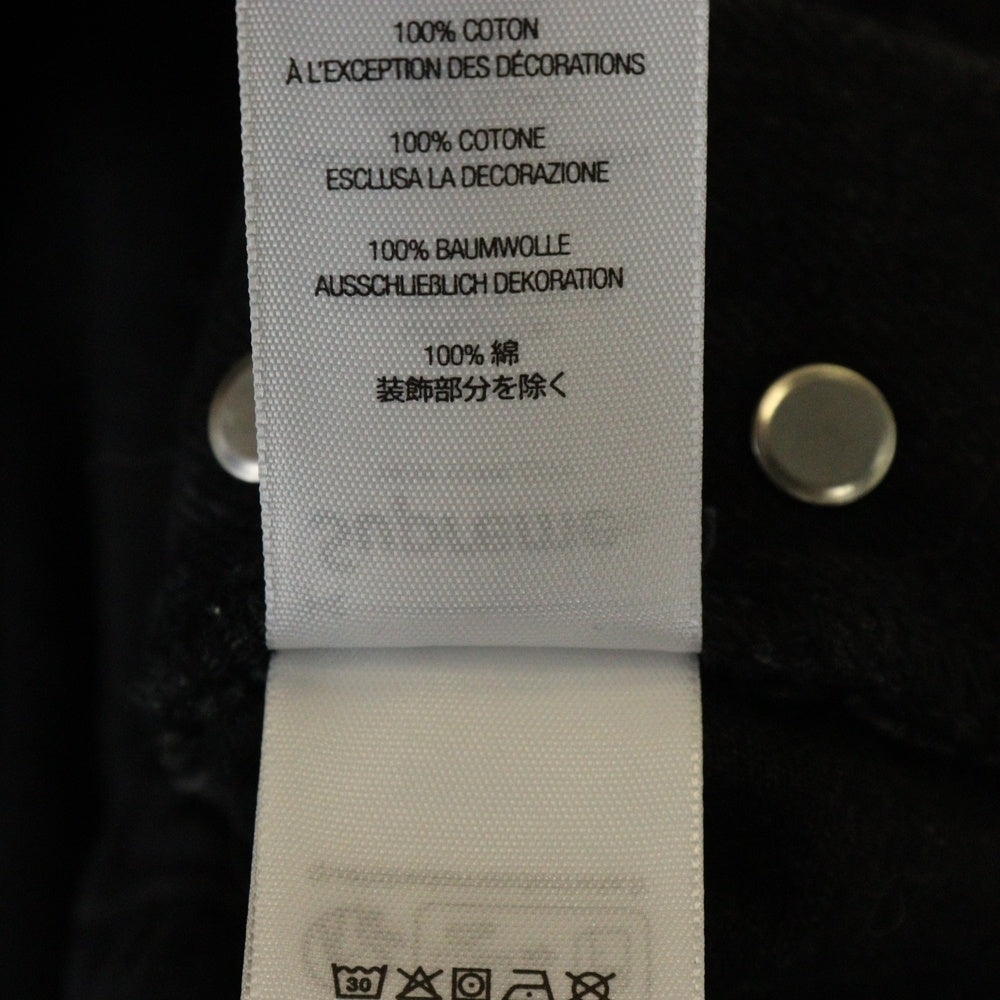 100% COTON
À L'EXCEPTION DES DÉCORATIONS
100% COTONE
ESCLUSA LA DECORAZIONE
100% BAUMWOLLE
AUSSCHLIEßLICH DEKORATION
100% 綿
装飾部分を除く
30